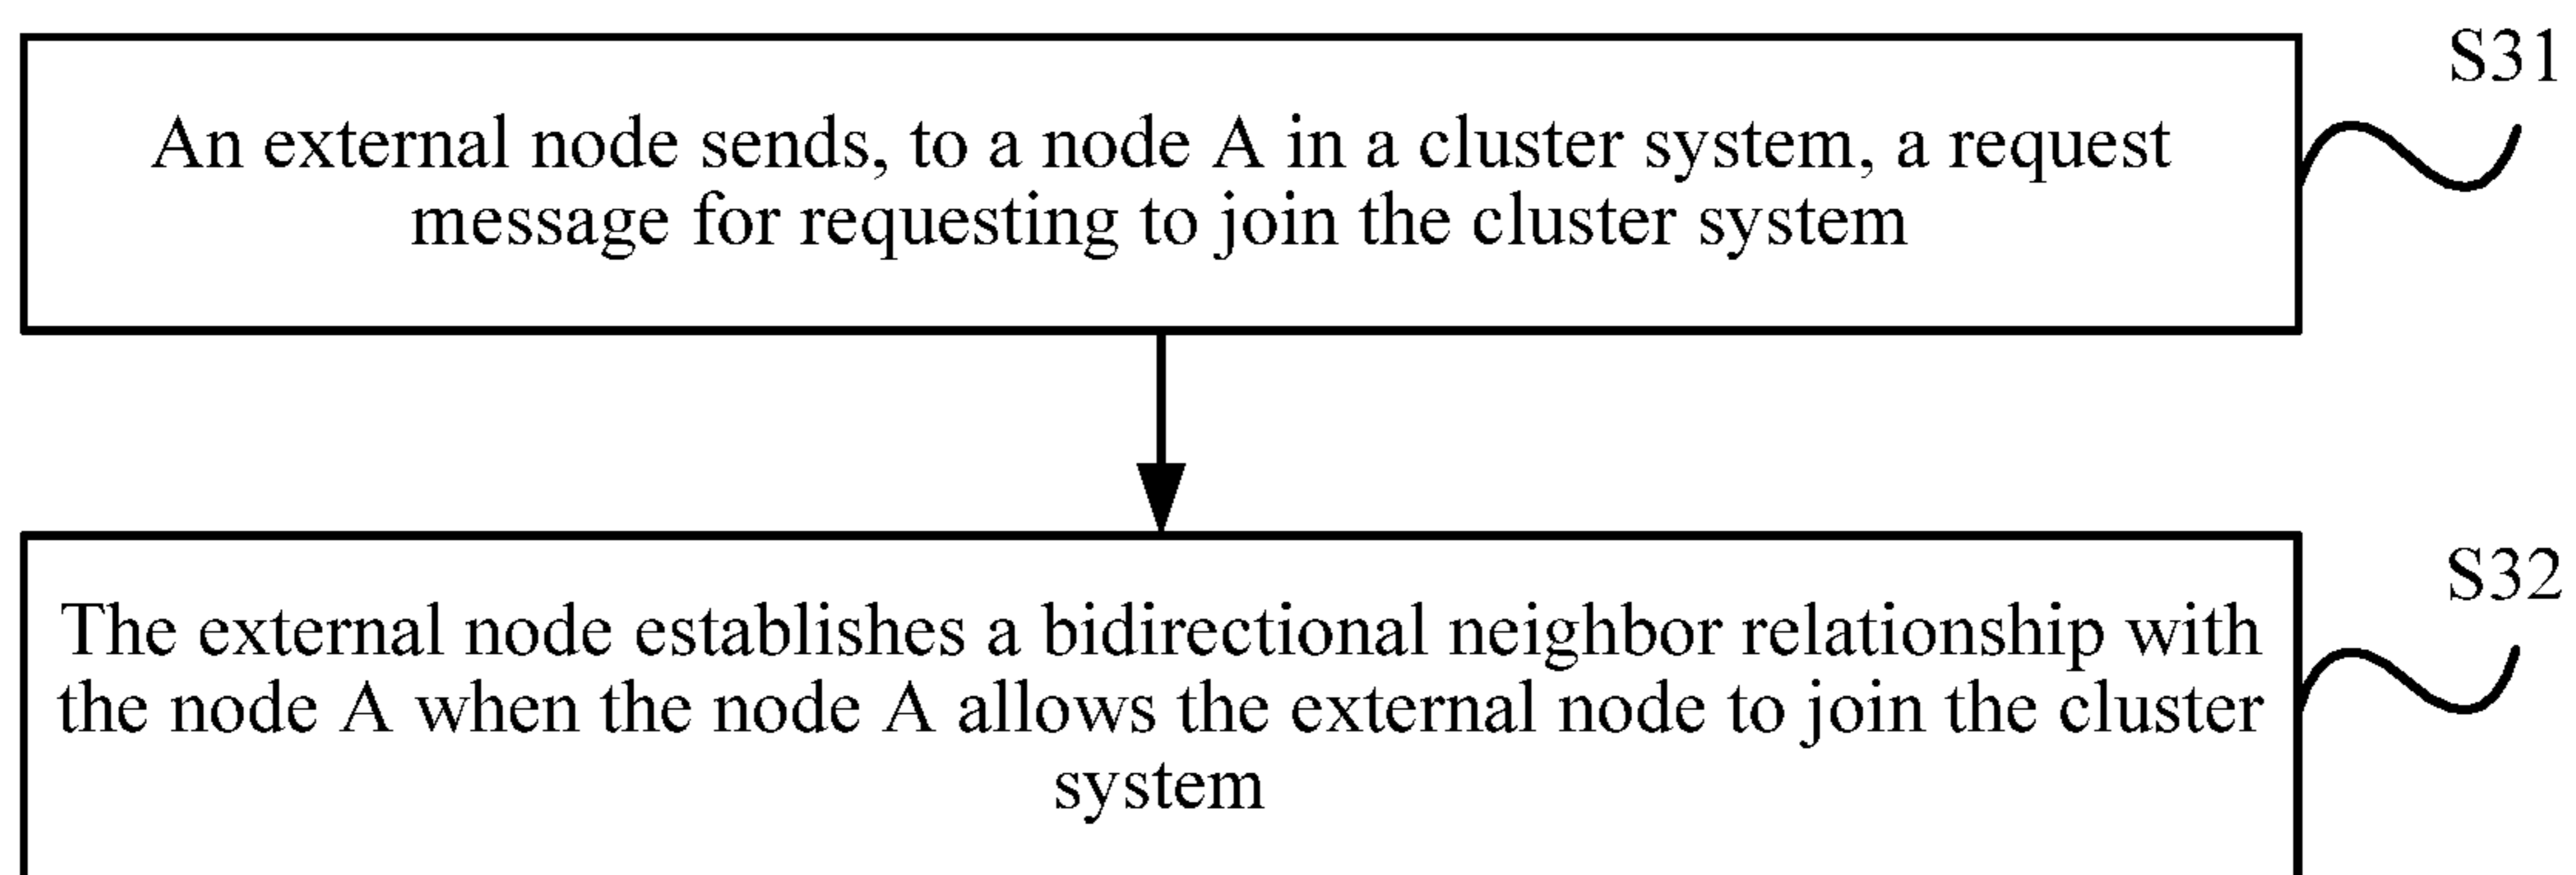 S31
An external node sends, to a node A in a cluster system, a request
message for requesting to join the cluster system
S32
The external node establishes a bidirectional neighbor relationship with
the node A when the node A allows the external node to join the cluster
system